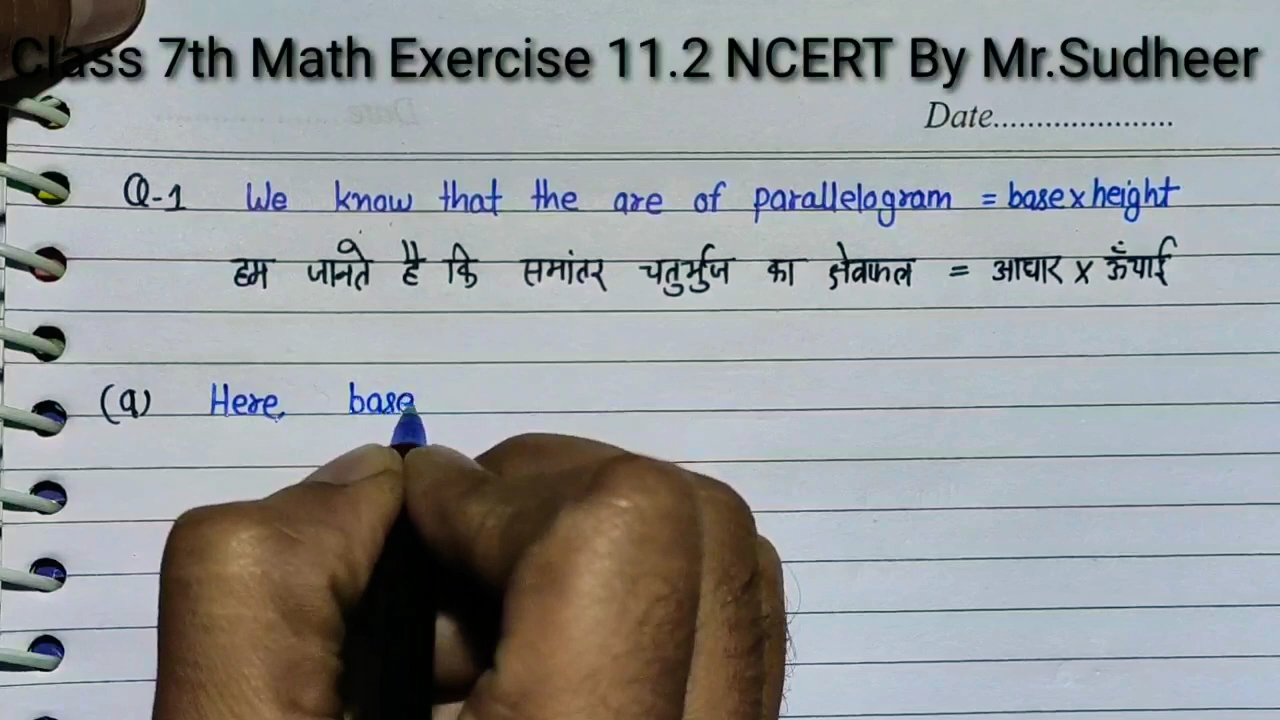 Class 7th Math Exercise 11.2 NCERT By Mr.Sudheer
Date.....................
Q-1 We know that the are of parallelogram = base x height
हम जानते है कि समांतर चतुर्भुज का क्षेत्रफल = आधार x ऊँचाई
(a) Here, base